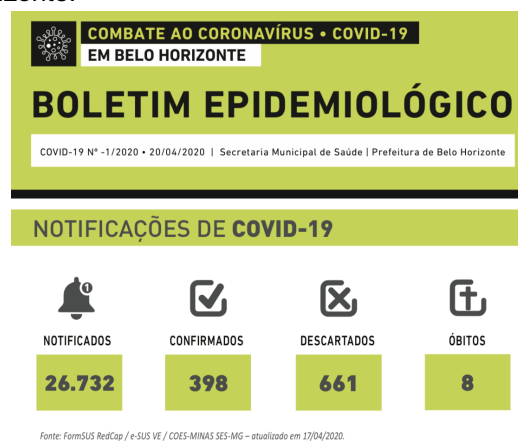 COMBATE AO CORONAVÍRUS • COVID-19
EM BELO HORIZONTE
BOLETIM EPIDEMIOLÓGICO
COVID-19 Nº -1/2020 • 20/04/2020 | Secretaria Municipal de Saúde | Prefeitura de Belo Horizonte
NOTIFICAÇÕES DE COVID-19
1
NOTIFICADOS CONFIRMADOS DESCARTADOS ÓBITOS
26.732 398 661 8
Fonte: FormSUS RedCap / e-SUS VE / COES-MINAS SES-MG – atualizado em 17/04/2020.